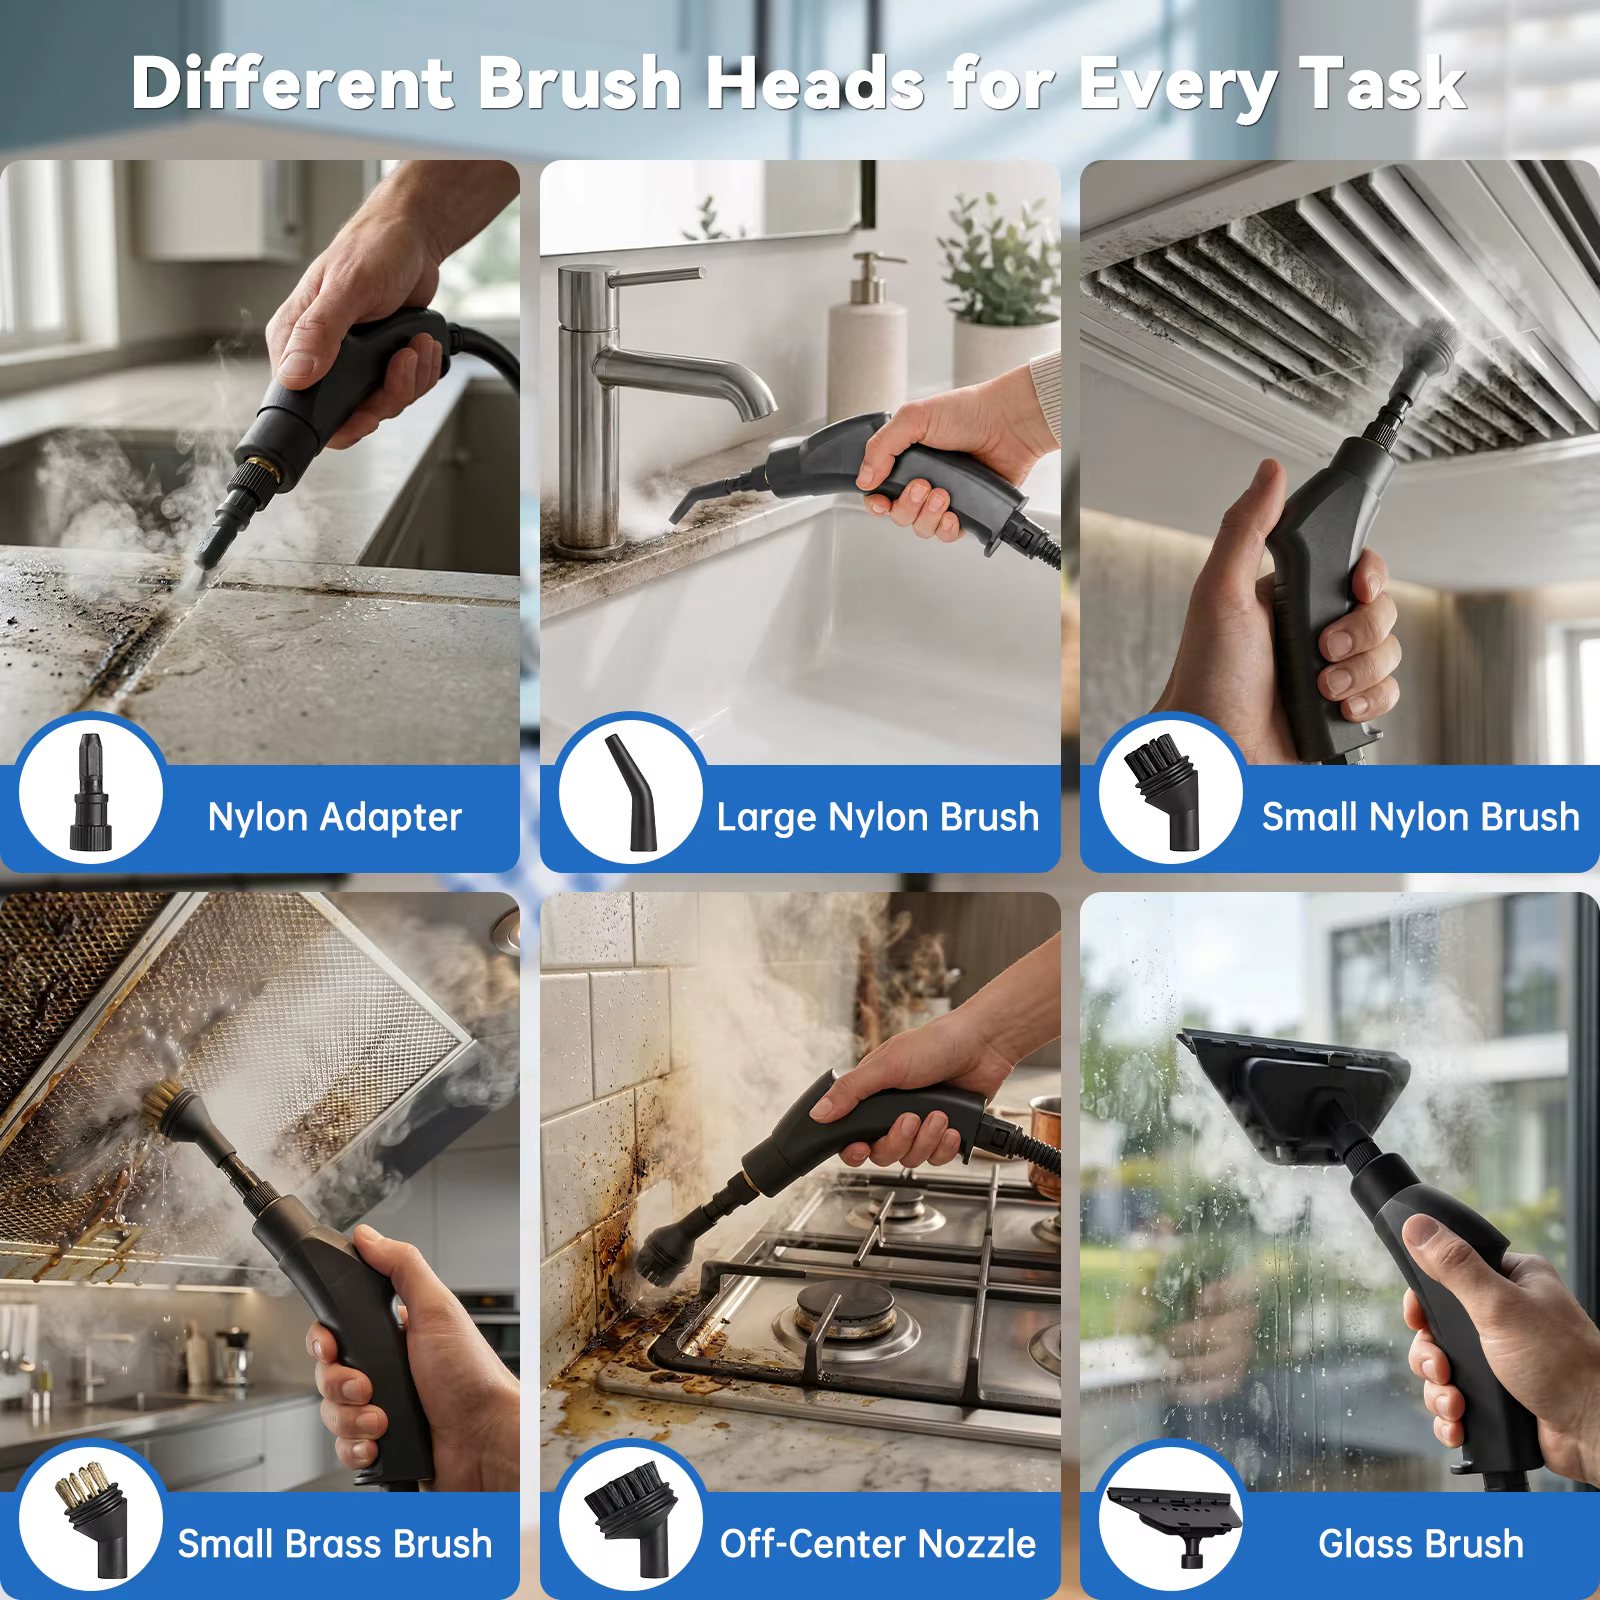 Different Brush Heads for Every Task
Nylon Adapter
Large Nylon Brush
Small Nylon Brush
Small Brass Brush
Off-Center Nozzle
Glass Brush